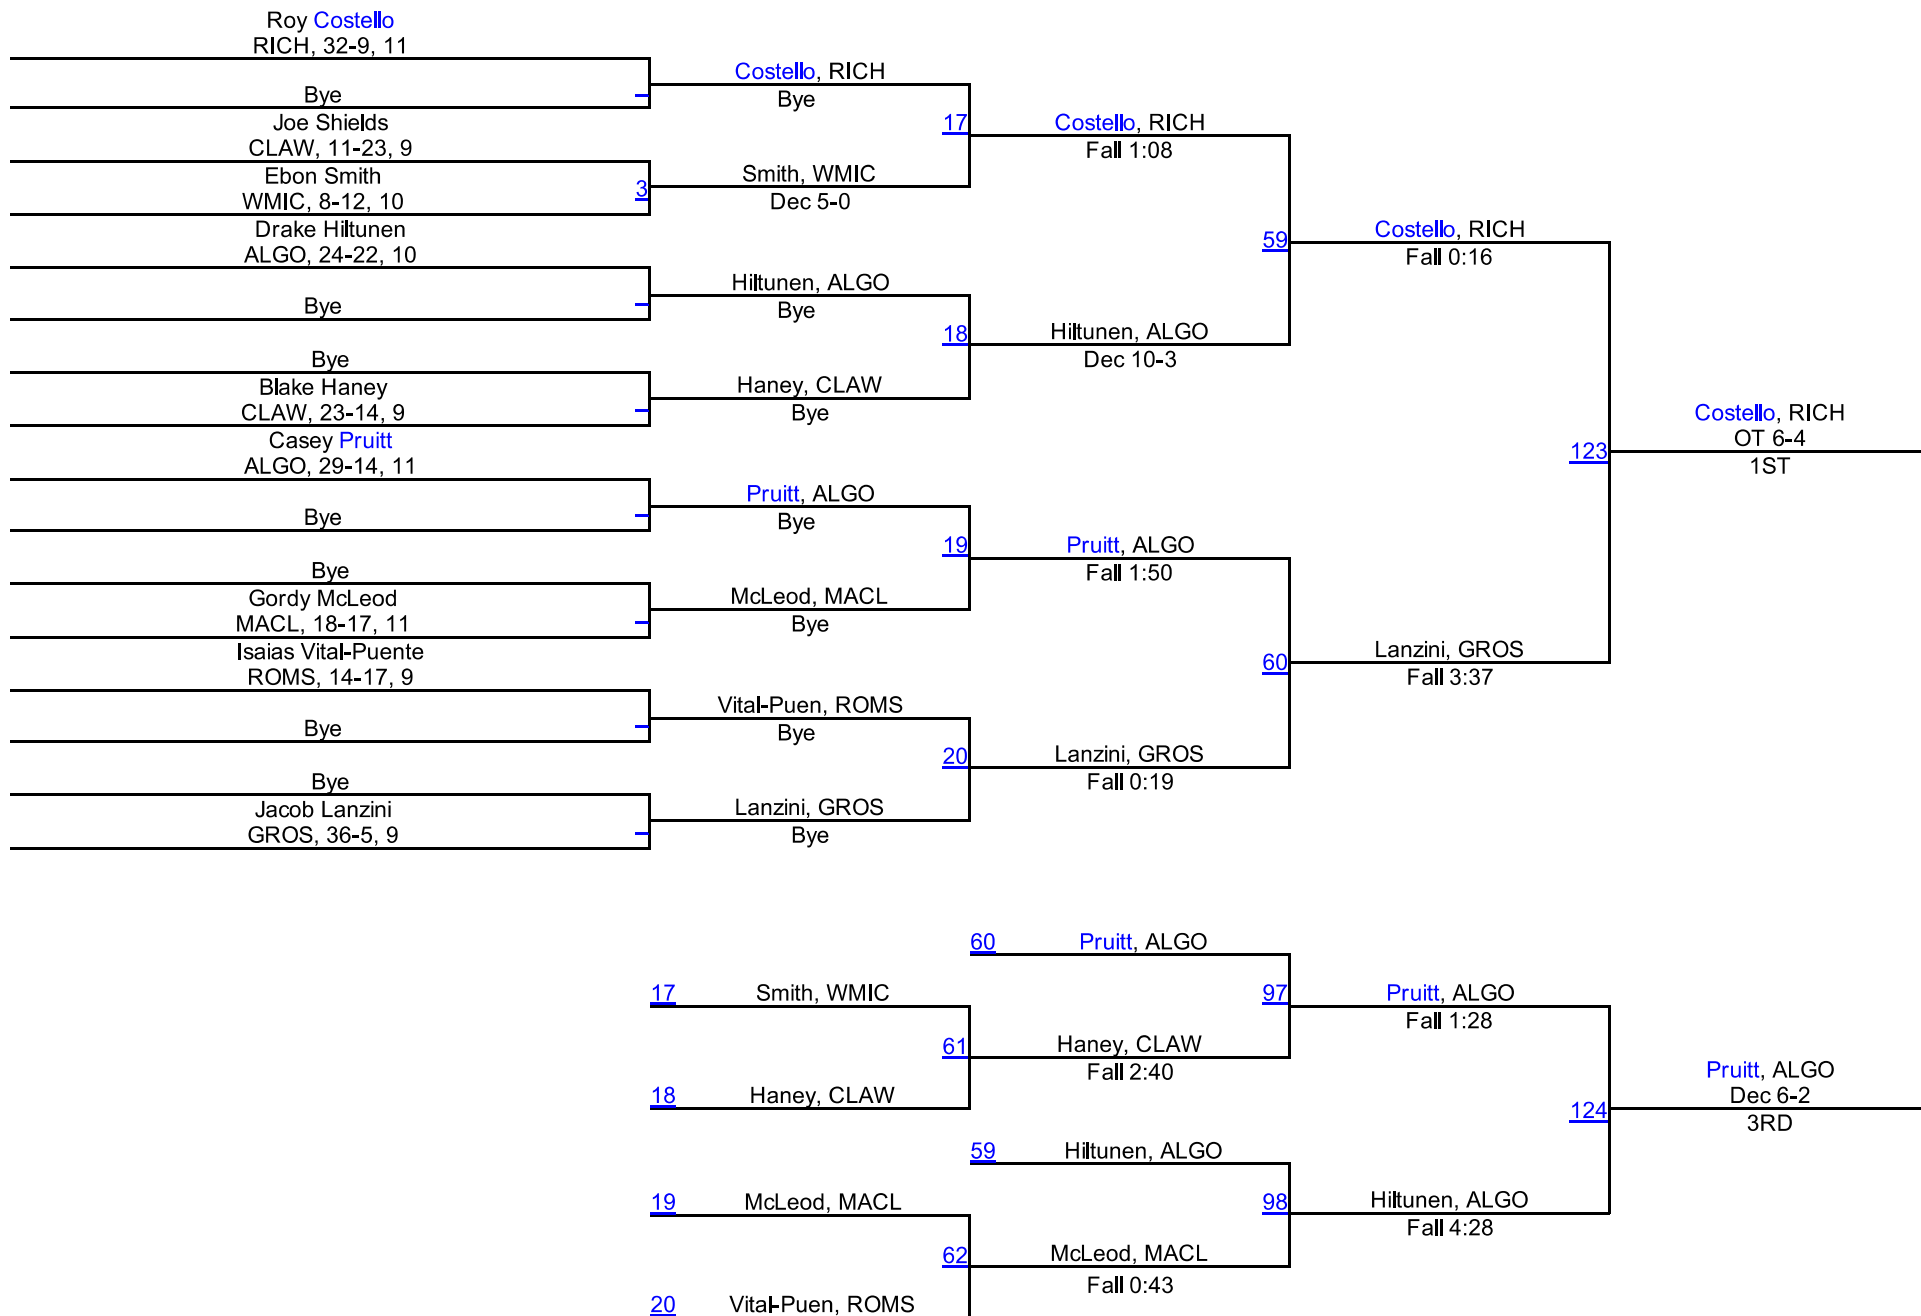 Roy Costello
RICH, 32-9, 11
Bye
Joe Shields
CLAW, 11-23, 9
Ebon Smith
WMIC, 8-12, 10
Drake Hiltunen
ALGO, 24-22, 10
Bye
Bye
Blake Haney
CLAW, 23-14, 9
Casey Pruitt
ALGO, 29-14, 11
Bye
Bye
Gordy McLeod
MACL, 18-17, 11
Isaias Vital-Puente
ROMS, 14-17, 9
Bye
Bye
Jacob Lanzini
GROS, 36-5, 9
3
Costello, RICH
Bye
Smith, WMIC
Dec 5-0
Hiltunen, ALGO
Bye
Haney, CLAW
Bye
Pruitt, ALGO
Bye
McLeod, MACL
Bye
Vital-Puen, ROMS
Bye
Lanzini, GROS
Bye
17
18
19
20
Costello, RICH
Fall 1:08
Hiltunen, ALGO
Dec 10-3
Pruitt, ALGO
Fall 1:50
Lanzini, GROS
Fall 0:19
59
60
Costello, RICH
Fall 0:16
Lanzini, GROS
Fall 3:37
123
Costello, RICH
OT 6-4
1ST
17 Smith, WMIC
18 Haney, CLAW
19 McLeod, MACL
20 Vital-Puen, ROMS
61
62
60 Pruitt, ALGO
Haney, CLAW
Fall 2:40
59 Hiltunen, ALGO
McLeod, MACL
Fall 0:43
97
98
Pruitt, ALGO
Fall 1:28
Hiltunen, ALGO
Fall 4:28
124
Pruitt, ALGO
Dec 6-2
3RD